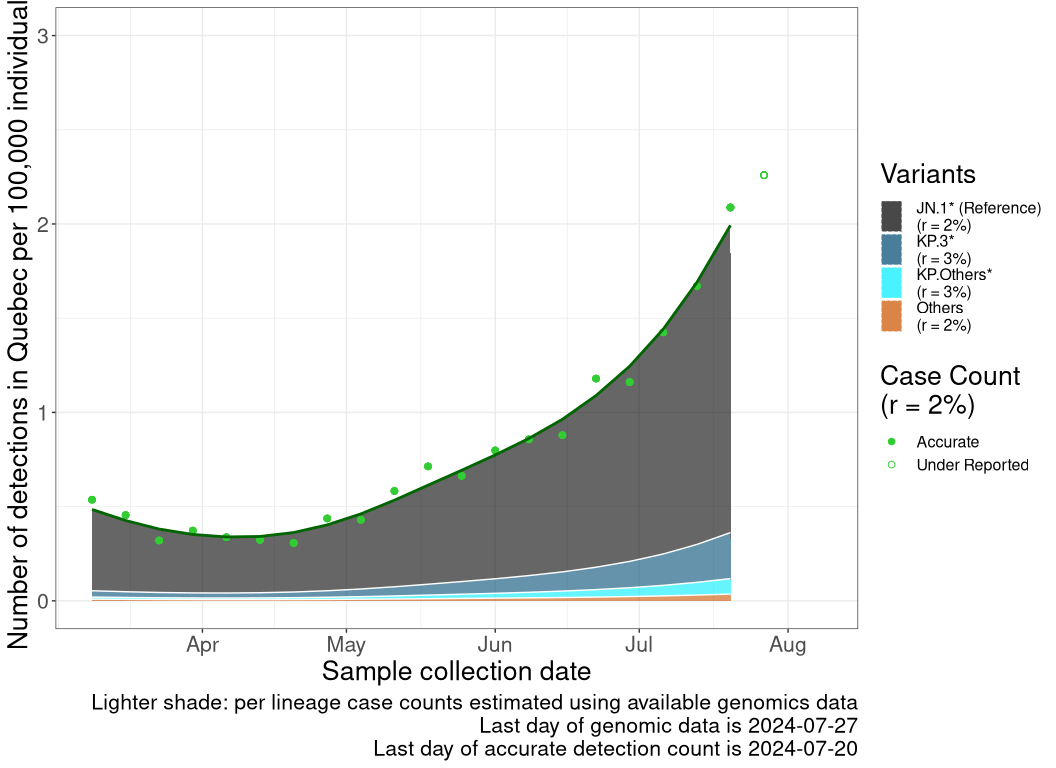 Number of detections in Quebec per 100,000 individual
3
2
1
0
Apr
May
Jun
Jul
Aug
Sample collection date
Lighter shade: per lineage case counts estimated using available genomics data
Last day of genomic data is 2024-07-27
Last day of accurate detection count is 2024-07-20
Variants
JN.1* (Reference)
(r = 2%)
KP.3*
(r = 3%)
KP.Others*
(r = 3%)
Others
(r = 2%)
Case Count
(r = 2%)
Accurate
Under Reported